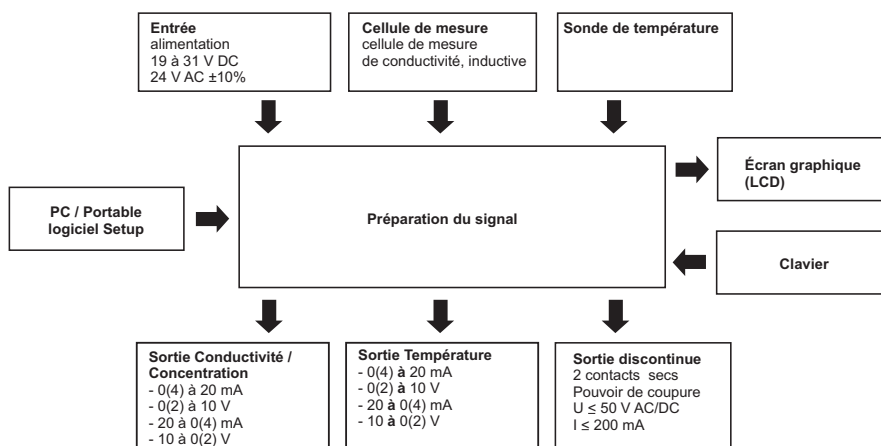 Entrée
alimentation
19 à 31 V DC
24 V AC ±10%
Cellule de mesure
cellule de mesure
de conductivité, inductive
Sonde de température
PC / Portable
logiciel Setup
Préparation du signal
Écran graphique
(LCD)
Clavier
Sortie Conductivité /
Concentration
- 0(4) à 20 mA
- 0(2) à 10 V
- 20 à 0(4) mA
- 10 à 0(2) V
Sortie Température
- 0(4) à 20 mA
- 0(2) à 10 V
- 20 à 0(4) mA
- 10 à 0(2) V
Sortie discontinue
2 contacts secs
Pouvoir de coupure
U ≤ 50 V AC/DC
I ≤ 200 mA